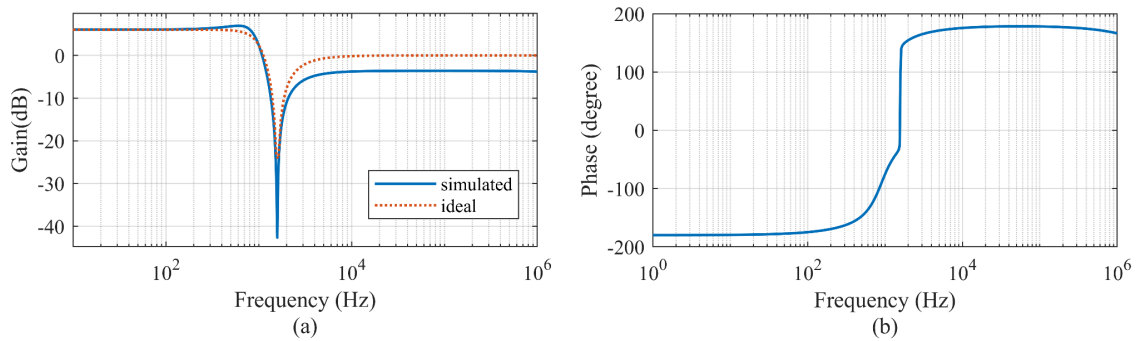 0
-10
-20
-30
-40
Gain(dB)
simulated
ideal
10^2
10^4
10^6
Frequency (Hz)
(a)
200
100
0
-100
-200
Phase (degree)
10^0
10^2
10^4
10^6
Frequency (Hz)
(b)